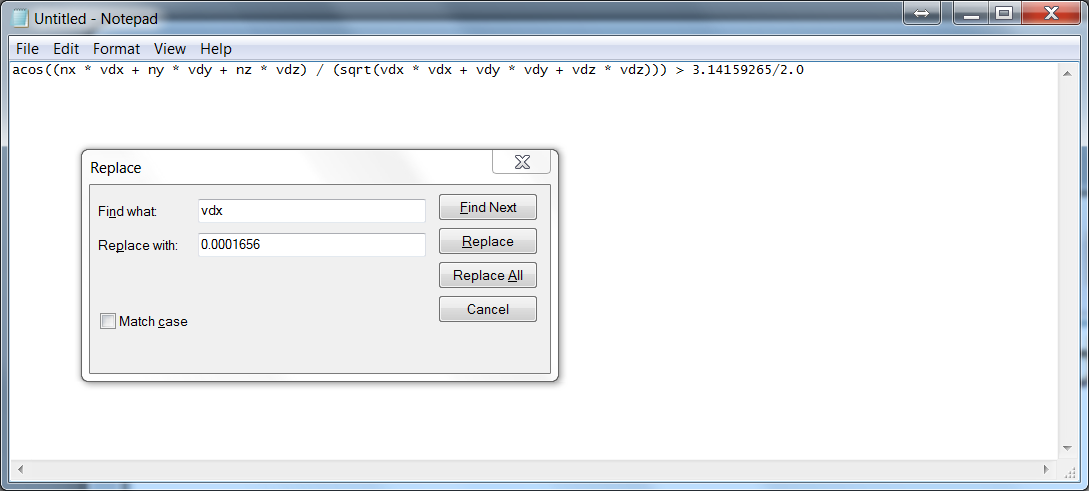 Untitled - Notepad
File Edit Format View Help
acos((nx * vdx + ny * vdy + nz * vdz) / (sqrt(vdx * vdx + vdy * vdy + vdz * vdz))) > 3.14159265/2.0
Replace
Find what: vdx Find Next
Replace with: 0.0001656 Replace
Replace All
Cancel
Match case